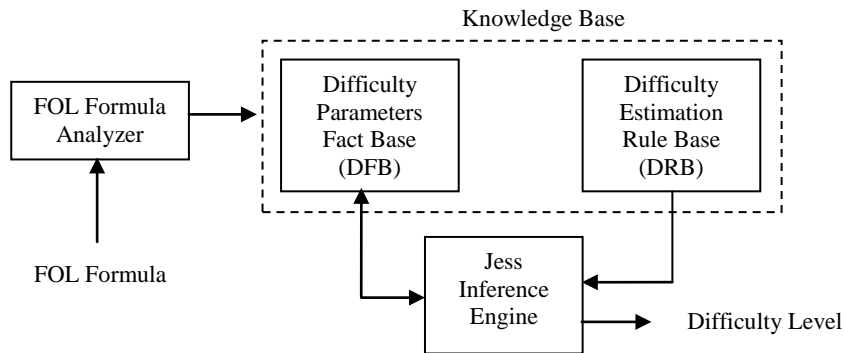 Knowledge Base
FOL Formula
Analyzer
Difficulty
Parameters
Fact Base
(DFB)
Difficulty
Estimation
Rule Base
(DRB)
FOL Formula
Jess
Inference
Engine
Difficulty Level